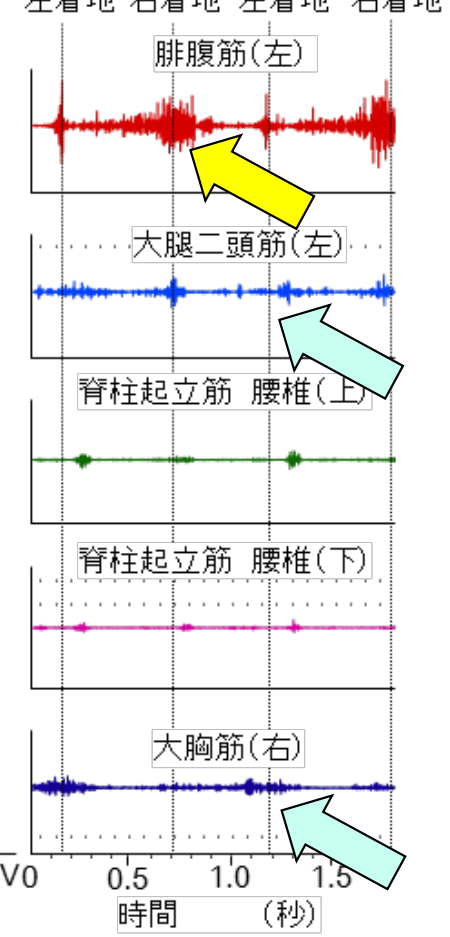 左着地 右着地 左着地 右着地
腓腹筋(左)
大腿二頭筋(左)
脊柱起立筋 腰椎(上)
脊柱起立筋 腰椎(下)
大胸筋(右)
V0 0.5 1.0 1.5
時間 (秒)